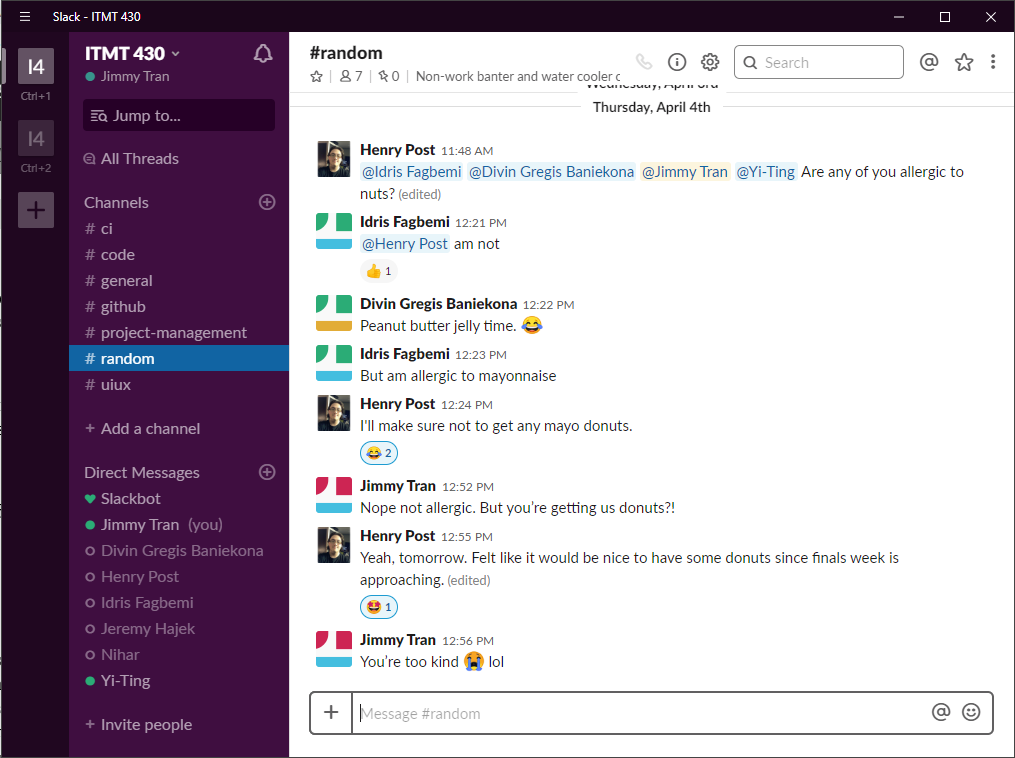 Slack - ITMT 430
I4
Ctrl+1
I4
Ctrl+2
ITMT 430
Jimmy Tran
Jump to...
All Threads
Channels
# ci
# code
# general
# github
# project-management
# random
# uiux
+ Add a channel
Direct Messages
Slackbot
Jimmy Tran (you)
Divin Gregis Baniekona
Henry Post
Idris Fagbemi
Jeremy Hajek
Nihar
Yi-Ting
+ Invite people
#random
7 | 0 | Non-work banter and water cooler c
Search
Wednesday, April 3rd
Thursday, April 4th
Henry Post 11:48 AM
@Idris Fagbemi @Divin Gregis Baniekona @Jimmy Tran @Yi-Ting Are any of you allergic to
nuts? (edited)
Idris Fagbemi 12:21 PM
@Henry Post am not
👍 1
Divin Gregis Baniekona 12:22 PM
Peanut butter jelly time. 😂
Idris Fagbemi 12:23 PM
But am allergic to mayonnaise
Henry Post 12:24 PM
I'll make sure not to get any mayo donuts.
😂 2
Jimmy Tran 12:52 PM
Nope not allergic. But you're getting us donuts?!
Henry Post 12:55 PM
Yeah, tomorrow. Felt like it would be nice to have some donuts since finals week is
approaching. (edited)
🤩 1
Jimmy Tran 12:56 PM
You're too kind 😭 lol
Message #random